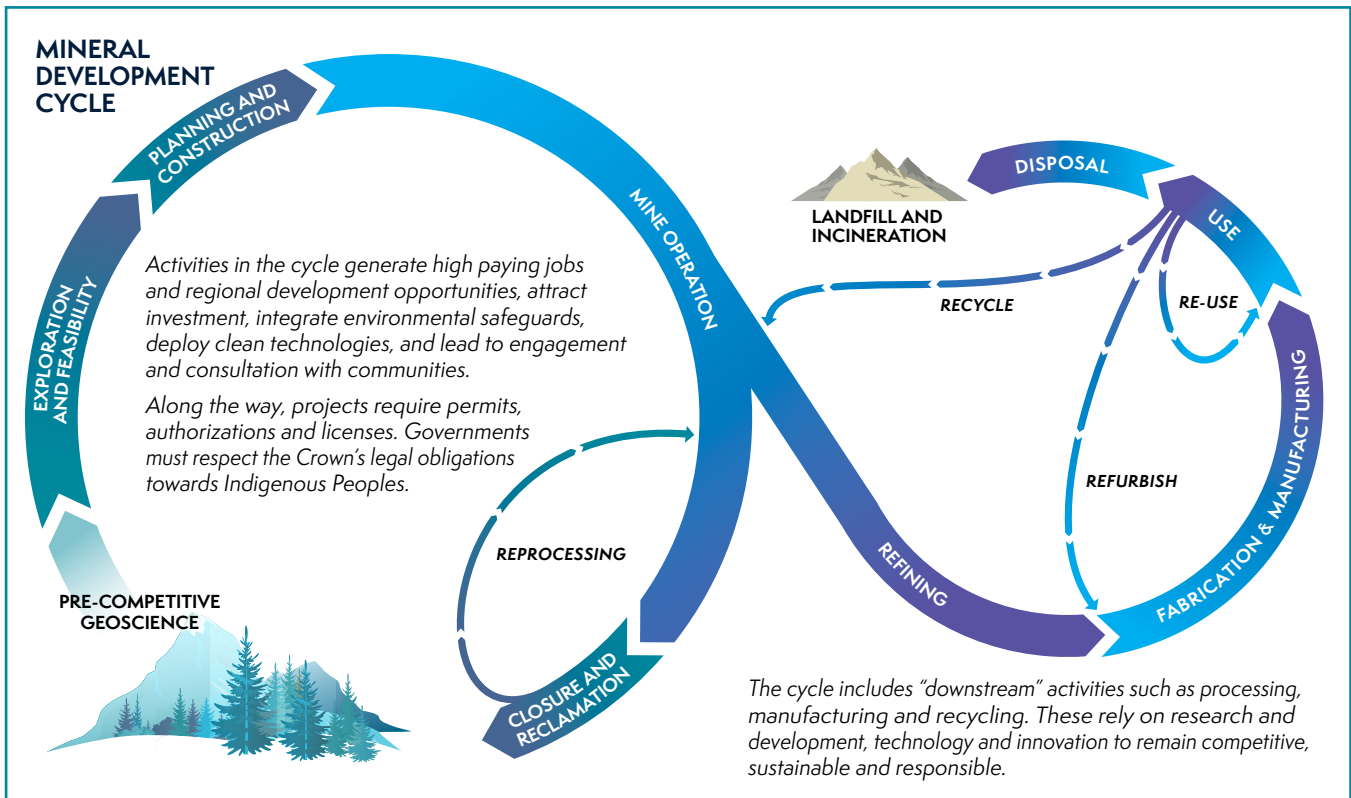 MINERAL
DEVELOPMENT
CYCLE
PLANNING AND
CONSTRUCTION
EXPLORATION
AND FEASIBILITY
PRE-COMPETITIVE
GEOSCIENCE
Activities in the cycle generate high paying jobs
and regional development opportunities, attract
investment, integrate environmental safeguards,
deploy clean technologies, and lead to engagement
and consultation with communities.
Along the way, projects require permits,
authorizations and licenses. Governments
must respect the Crown’s legal obligations
towards Indigenous Peoples.
MINE OPERATION
REPROCESSING
CLOSURE AND
RECLAMATION
REFINING
FABRICATION & MANUFACTURING
USE
RE-USE
REFURBISH
RECYCLE
DISPOSAL
LANDFILL AND
INCINERATION
The cycle includes “downstream” activities such as processing,
manufacturing and recycling. These rely on research and
development, technology and innovation to remain competitive,
sustainable and responsible.